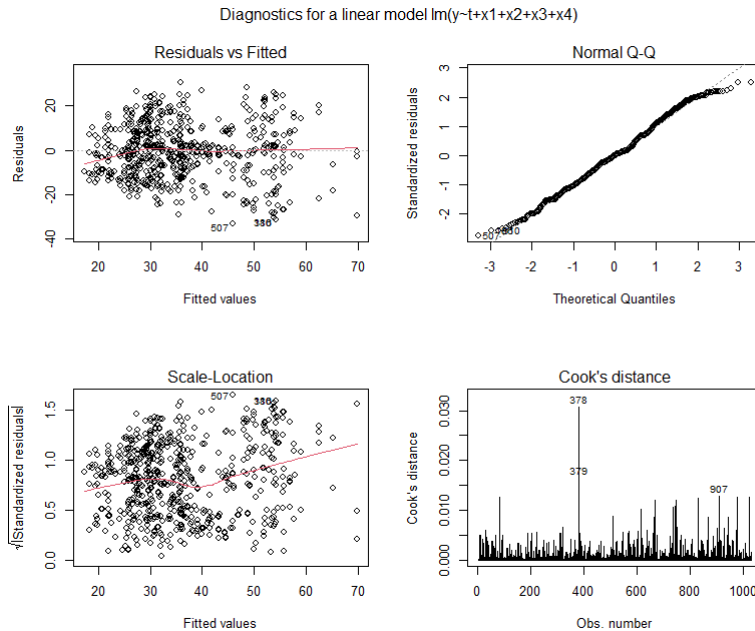 Diagnostics for a linear model lm(y~t+x1+x2+x3+x4)
Residuals vs Fitted
Residuals
20
0
-20
-40
507
20 30 40 50 60 70
Fitted values
Normal Q-Q
Standardized residuals
3
2
1
0
-1
-2
507
-3 -2 -1 0 1 2 3
Theoretical Quantiles
Scale-Location
√|Standardized residuals|
1.5
1.0
0.5
0.0
507
20 30 40 50 60 70
Fitted values
Cook's distance
Cook's distance
0.030
0.020
0.010
0.000
378
379
907
0 200 400 600 800 1000
Obs. number